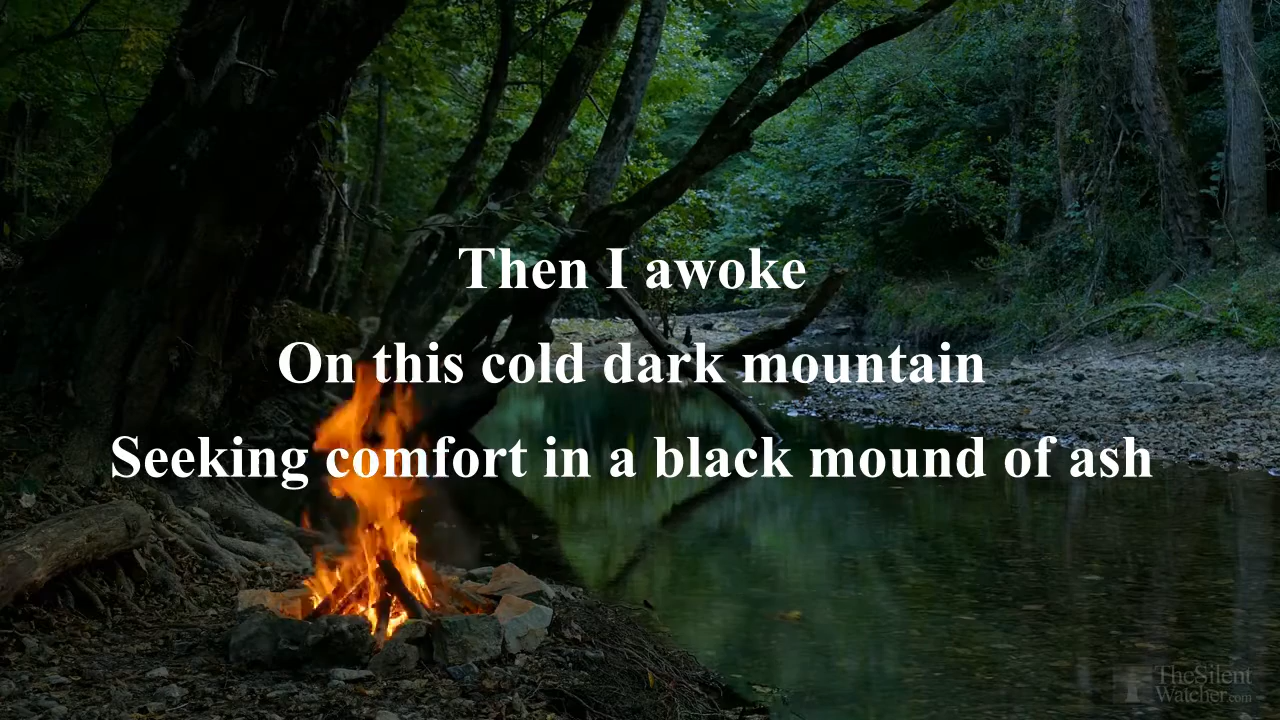 Then I awoke
On this cold dark mountain
Seeking comfort in a black mound of ash
TheSilent
Watcher.com